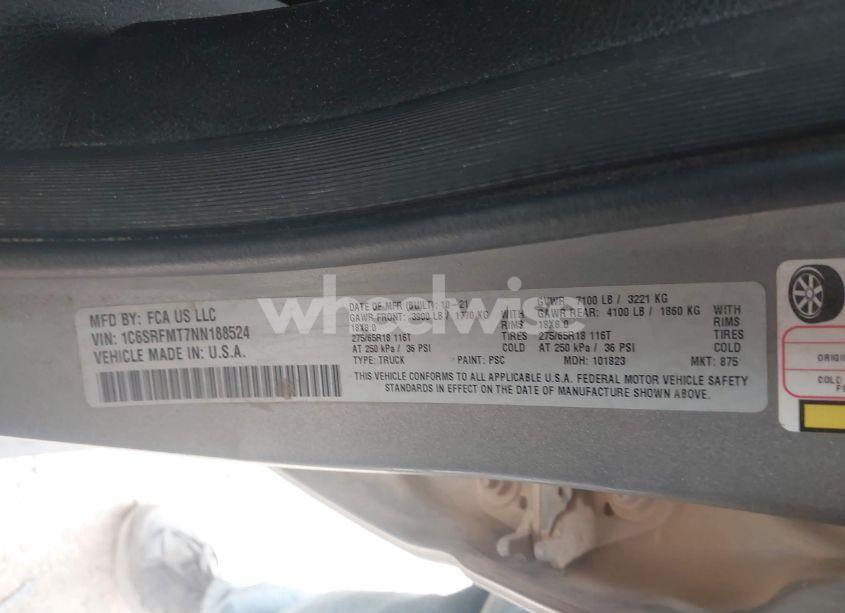 MFD BY: FCA US LLC
VIN: 1C6SRFMT7NN188524
VEHICLE MADE IN: U.S.A.
DATE OF MFR (BUILT): 10-21 GVWR: 7100 LB / 3221 KG
GAWR FRONT: 3900 LB / 1770 KG WITH GAWR REAR: 4100 LB / 1860 KG WITH
18X8.0 RIMS 18X8.0 RIMS
275/65R18 116T TIRES 275/65R18 116T TIRES
AT 250 kPa / 36 PSI COLD AT 250 kPa / 36 PSI COLD
TYPE: TRUCK PAINT: PSC MDH: 101823 MKT: 875
THIS VEHICLE CONFORMS TO ALL APPLICABLE U.S.A. FEDERAL MOTOR VEHICLE SAFETY
STANDARDS IN EFFECT ON THE DATE OF MANUFACTURE SHOWN ABOVE.
wheelwise
COLD